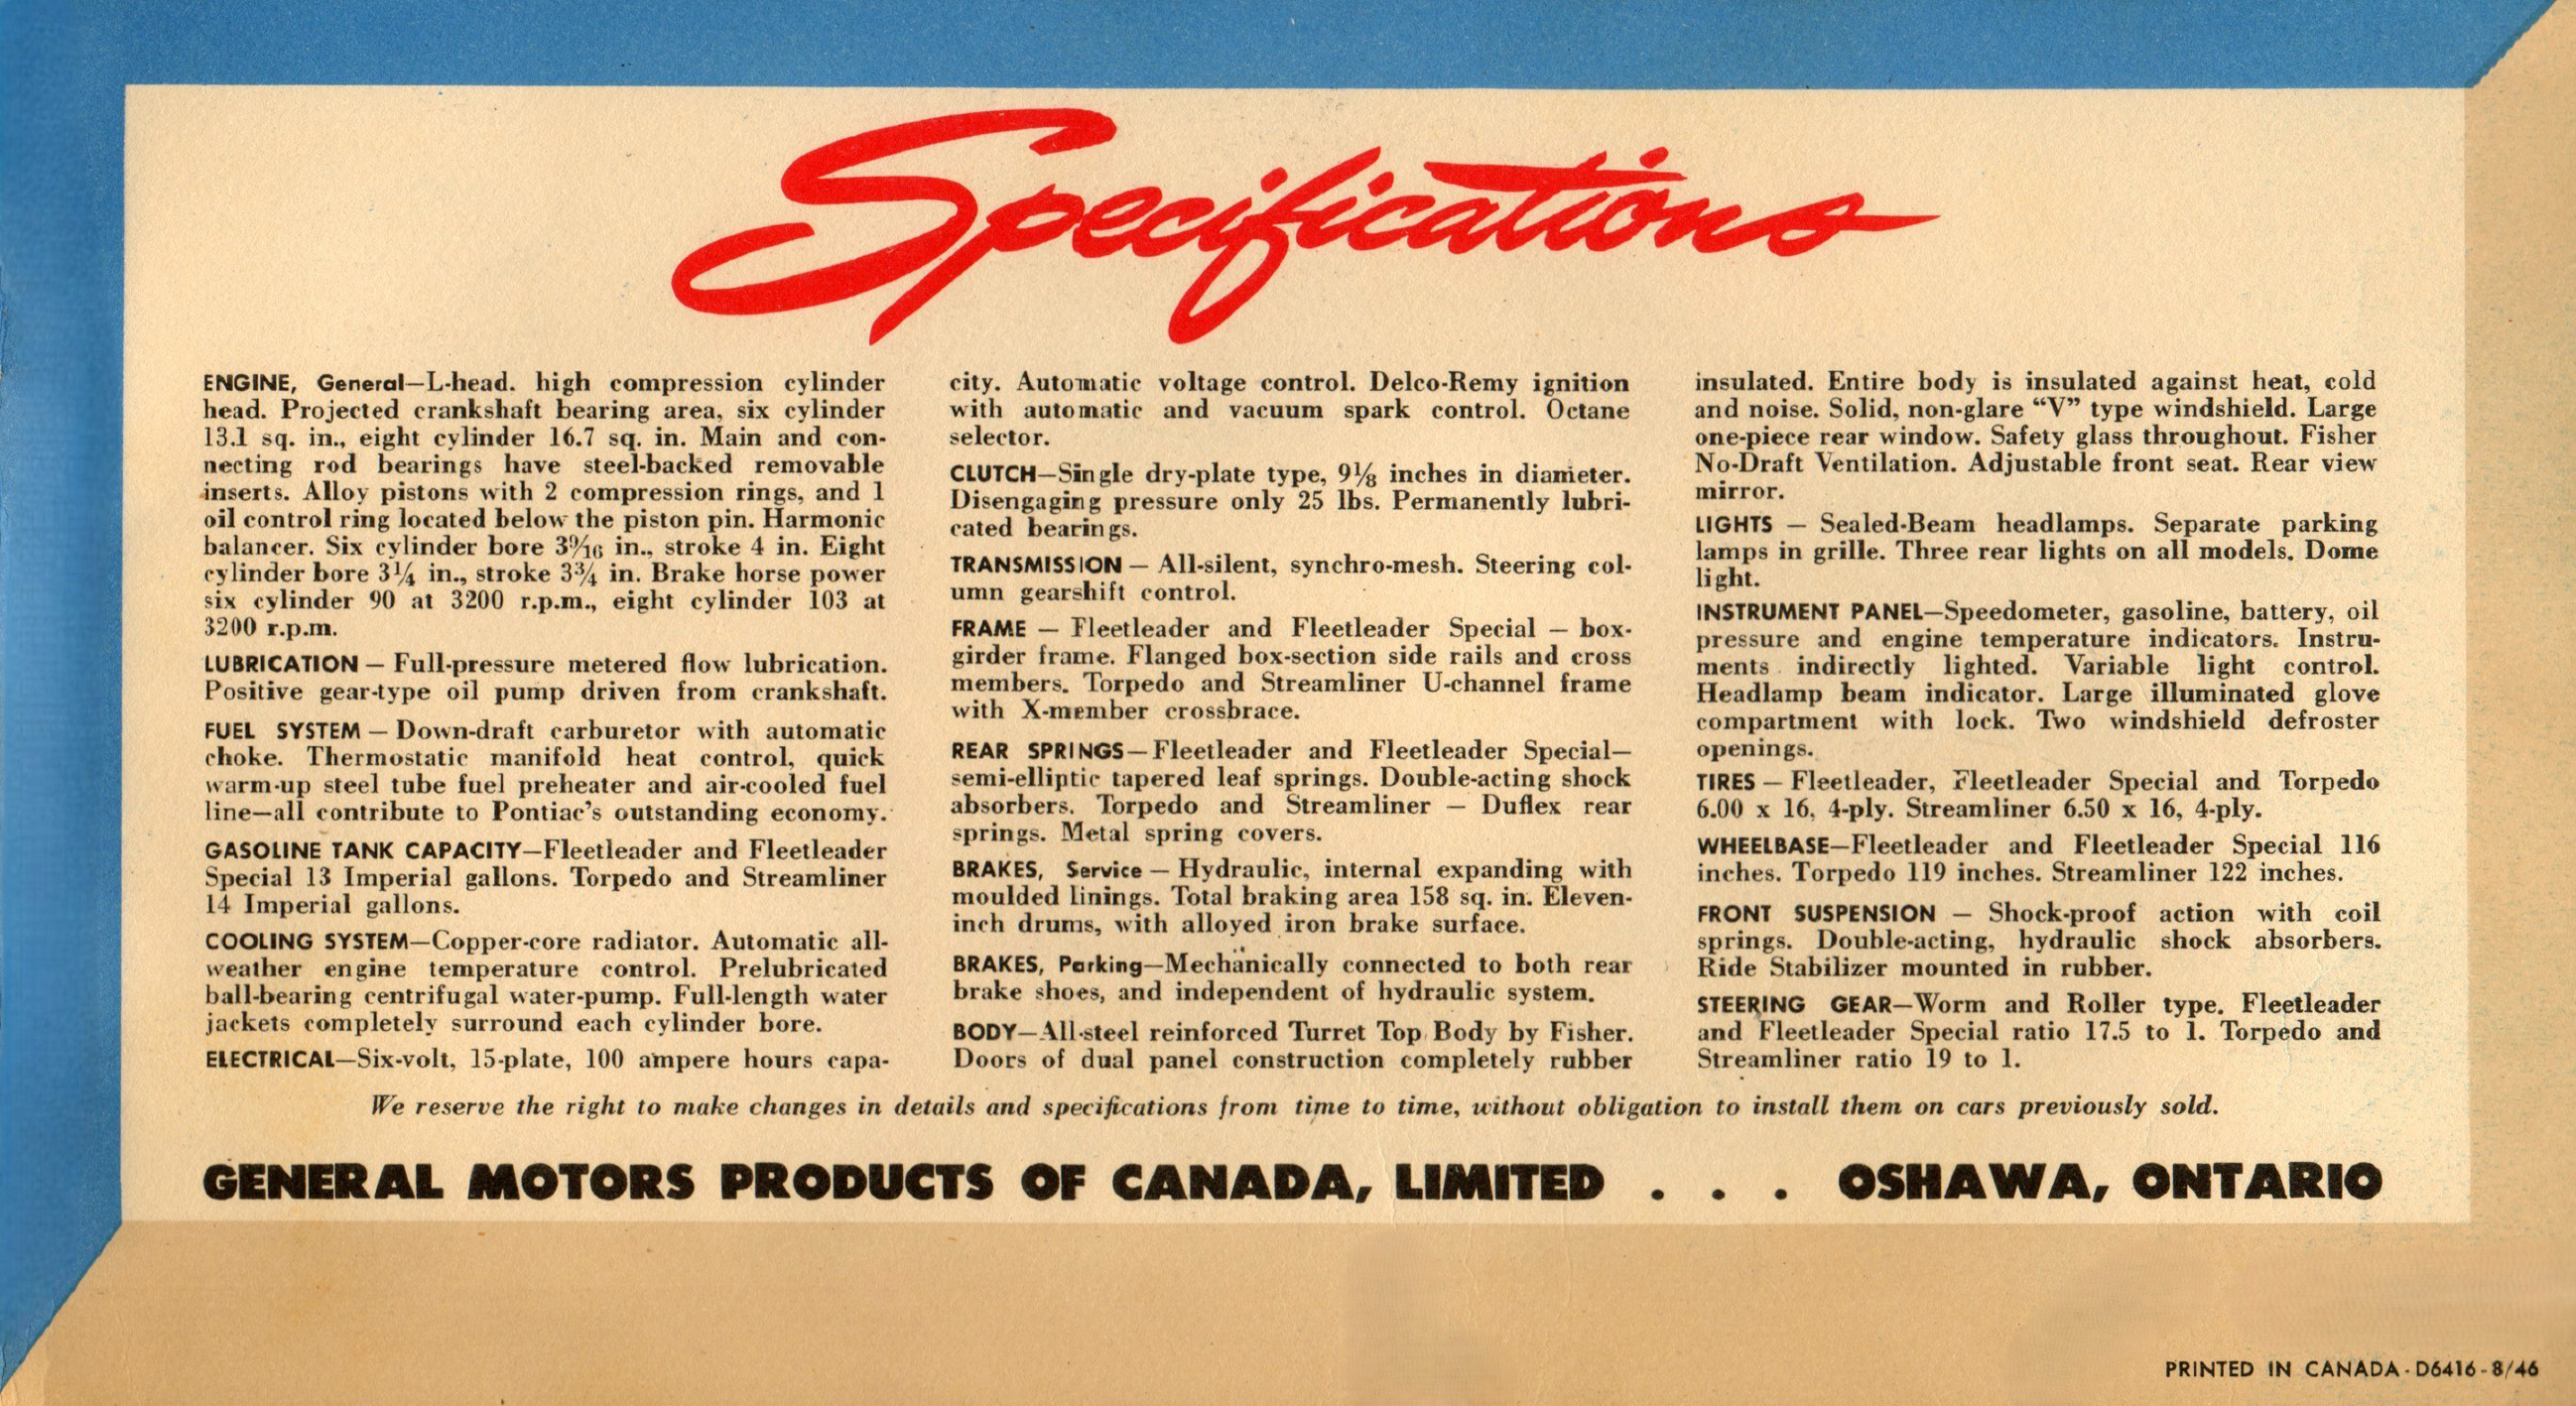 Specifications
ENGINE, General—L-head. high compression cylinder
head. Projected crankshaft bearing area, six cylinder
13.1 sq. in., eight cylinder 16.7 sq. in. Main and con-
necting rod bearings have steel-backed removable
inserts. Alloy pistons with 2 compression rings, and 1
oil control ring located below the piston pin. Harmonic
balancer. Six cylinder bore 3 9/16 in., stroke 4 in. Eight
cylinder bore 3¼ in., stroke 3¾ in. Brake horse power
six cylinder 90 at 3200 r.p.m., eight cylinder 103 at
3200 r.p.m.
LUBRICATION — Full-pressure metered flow lubrication.
Positive gear-type oil pump driven from crankshaft.
FUEL SYSTEM — Down-draft carburetor with automatic
choke. Thermostatic manifold heat control, quick
warm-up steel tube fuel preheater and air-cooled fuel
line—all contribute to Pontiac's outstanding economy.
GASOLINE TANK CAPACITY—Fleetleader and Fleetleader
Special 13 Imperial gallons. Torpedo and Streamliner
14 Imperial gallons.
COOLING SYSTEM—Copper-core radiator. Automatic all-
weather engine temperature control. Prelubricated
ball-bearing centrifugal water-pump. Full-length water
jackets completely surround each cylinder bore.
ELECTRICAL—Six-volt, 15-plate, 100 ampere hours capa-
city. Automatic voltage control. Delco-Remy ignition
with automatic and vacuum spark control. Octane
selector.
CLUTCH—Single dry-plate type, 9⅛ inches in diameter.
Disengaging pressure only 25 lbs. Permanently lubri-
cated bearings.
TRANSMISSION — All-silent, synchro-mesh. Steering col-
umn gearshift control.
FRAME — Fleetleader and Fleetleader Special — box-
girder frame. Flanged box-section side rails and cross
members. Torpedo and Streamliner U-channel frame
with X-member crossbrace.
REAR SPRINGS—Fleetleader and Fleetleader Special—
semi-elliptic tapered leaf springs. Double-acting shock
absorbers. Torpedo and Streamliner — Duflex rear
springs. Metal spring covers.
BRAKES, Service — Hydraulic, internal expanding with
moulded linings. Total braking area 158 sq. in. Eleven-
inch drums, with alloyed iron brake surface.
BRAKES, Parking—Mechanically connected to both rear
brake shoes, and independent of hydraulic system.
BODY—All-steel reinforced Turret Top Body by Fisher.
Doors of dual panel construction completely rubber
insulated. Entire body is insulated against heat, cold
and noise. Solid, non-glare “V” type windshield. Large
one-piece rear window. Safety glass throughout. Fisher
No-Draft Ventilation. Adjustable front seat. Rear view
mirror.
LIGHTS — Sealed-Beam headlamps. Separate parking
lamps in grille. Three rear lights on all models. Dome
light.
INSTRUMENT PANEL—Speedometer, gasoline, battery, oil
pressure and engine temperature indicators. Instru-
ments indirectly lighted. Variable light control.
Headlamp beam indicator. Large illuminated glove
compartment with lock. Two windshield defroster
openings.
TIRES — Fleetleader, Fleetleader Special and Torpedo
6.00 x 16, 4-ply. Streamliner 6.50 x 16, 4-ply.
WHEELBASE—Fleetleader and Fleetleader Special 116
inches. Torpedo 119 inches. Streamliner 122 inches.
FRONT SUSPENSION — Shock-proof action with coil
springs. Double-acting, hydraulic shock absorbers.
Ride Stabilizer mounted in rubber.
STEERING GEAR—Worm and Roller type. Fleetleader
and Fleetleader Special ratio 17.5 to 1. Torpedo and
Streamliner ratio 19 to 1.
We reserve the right to make changes in details and specifications from time to time, without obligation to install them on cars previously sold.
GENERAL MOTORS PRODUCTS OF CANADA, LIMITED . . . OSHAWA, ONTARIO
PRINTED IN CANADA - D6416 - 8/46